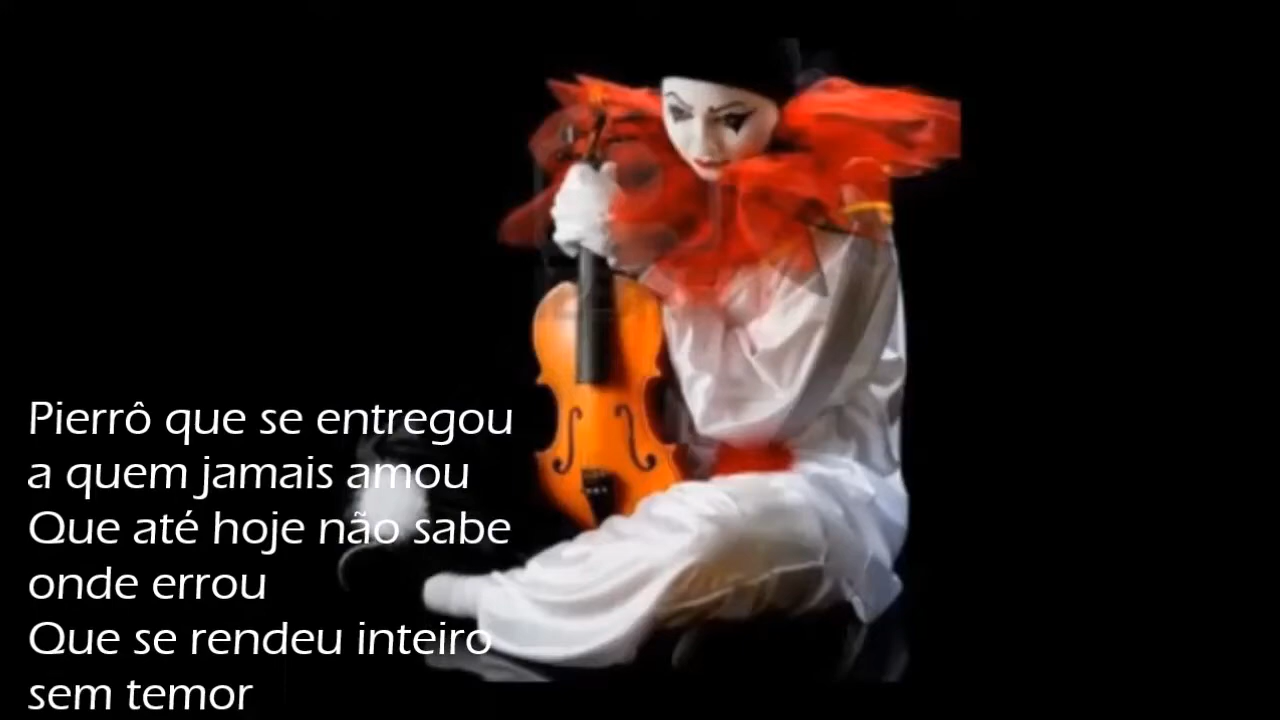 Pierrô que se entregou
a quem jamais amou
Que até hoje não sabe
onde errou
Que se rendeu inteiro
sem temor